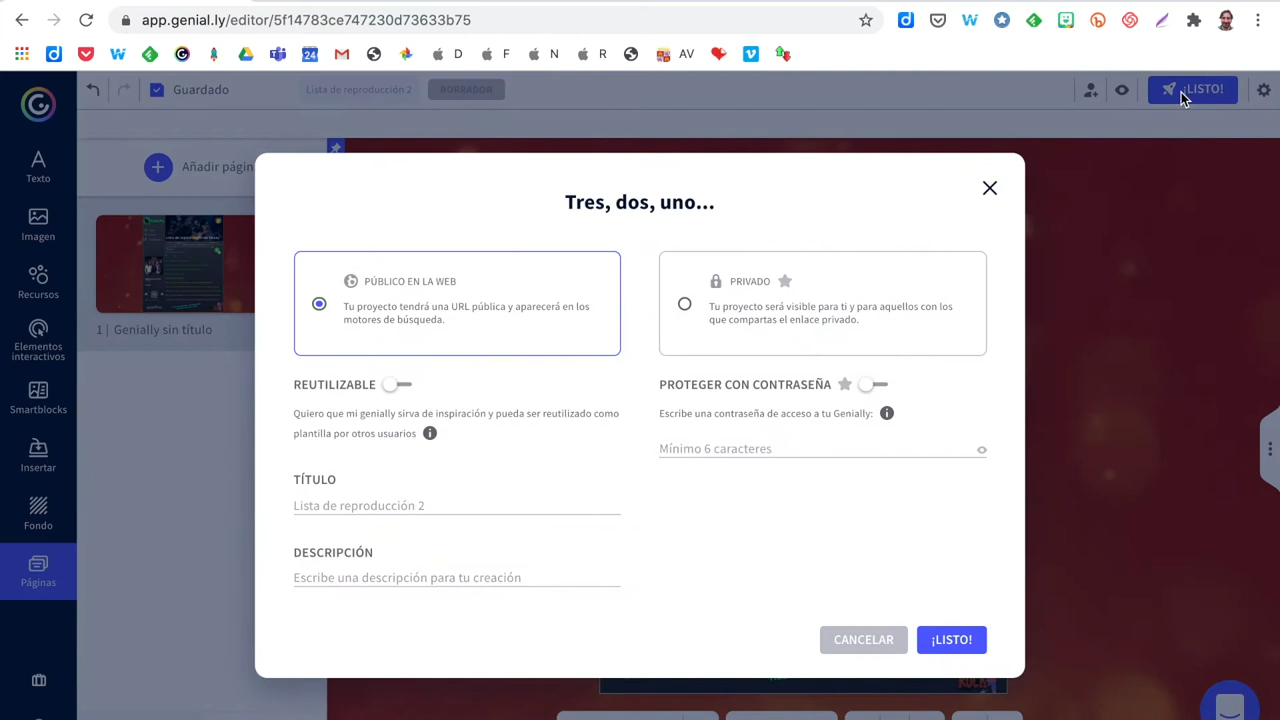 app.genial.ly/editor/5f14783ce747230d73633b75
D
F
N
R
AV
Guardado
Lista de reproducción 2
BORRADOR
¡LISTO!
Texto
Imagen
Recursos
Elementos
interactivos
Smartblocks
Insertar
Fondo
Páginas
Añadir págin
1 | Genially sin título
Tres, dos, uno...
PÚBLICO EN LA WEB
Tu proyecto tendrá una URL pública y aparecerá en los
motores de búsqueda.
PRIVADO
Tu proyecto será visible para ti y para aquellos con los
que compartas el enlace privado.
REUTILIZABLE
Quiero que mi genially sirva de inspiración y pueda ser reutilizado como
plantilla por otros usuarios
PROTEGER CON CONTRASEÑA
Escribe una contraseña de acceso a tu Genially:
Mínimo 6 caracteres
TÍTULO
Lista de reproducción 2
DESCRIPCIÓN
Escribe una descripción para tu creación
CANCELAR
¡LISTO!